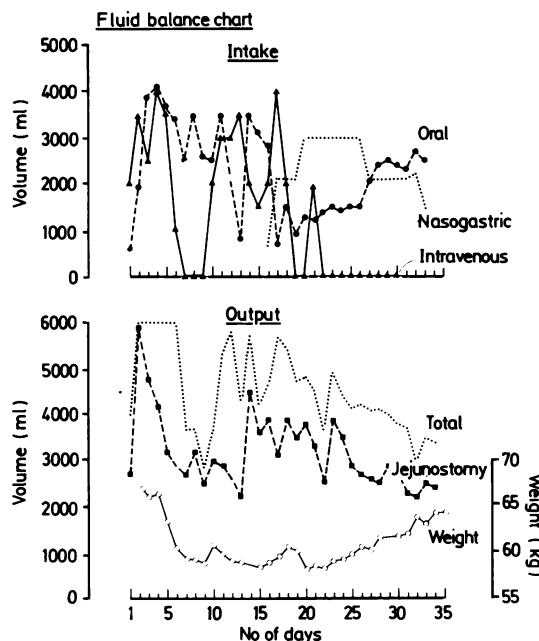 Fluid balance chart
Intake
5000
4000
3000
2000
1000
0
Volume (ml)
Oral
Nasogastric
Intravenous
Output
6000
5000
4000
3000
2000
1000
0
Volume (ml)
Total
Jejunostomy
Weight
70
65
60
55
Weight (kg)
1 5 10 15 20 25 30 35
No of days